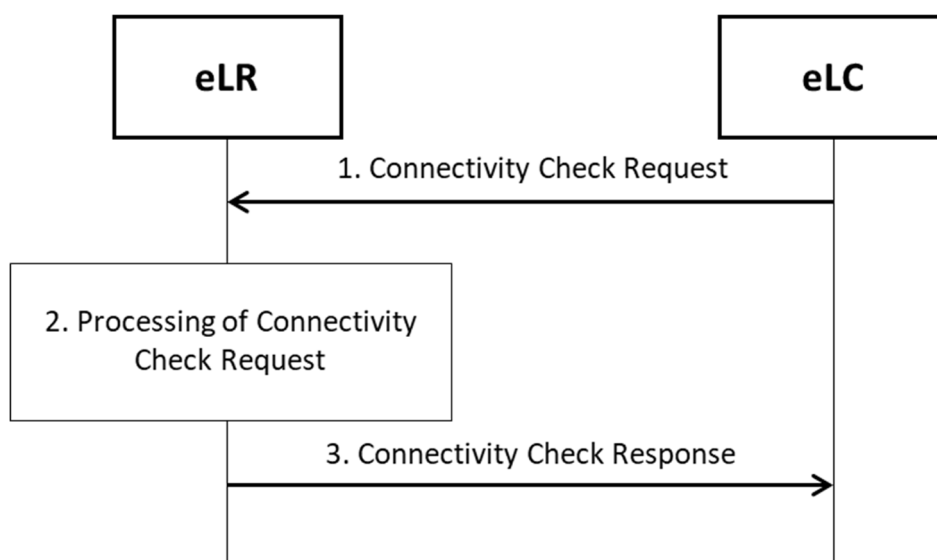 eLR
eLC
1. Connectivity Check Request
2. Processing of Connectivity
Check Request
3. Connectivity Check Response